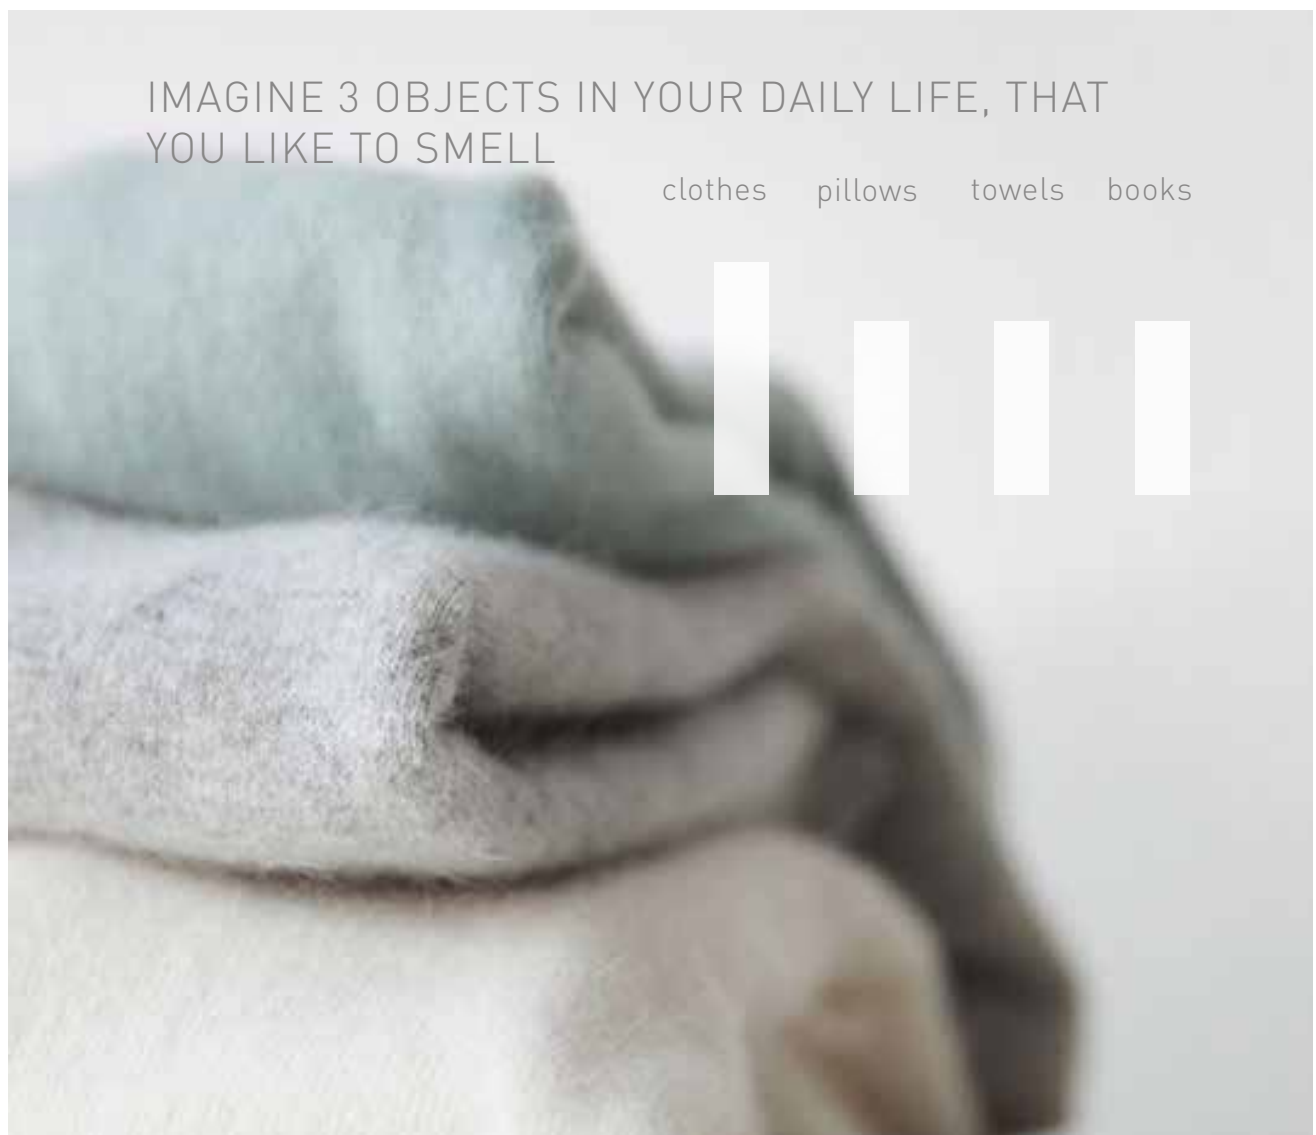 IMAGINE 3 OBJECTS IN YOUR DAILY LIFE, THAT
YOU LIKE TO SMELL
clothes pillows towels books